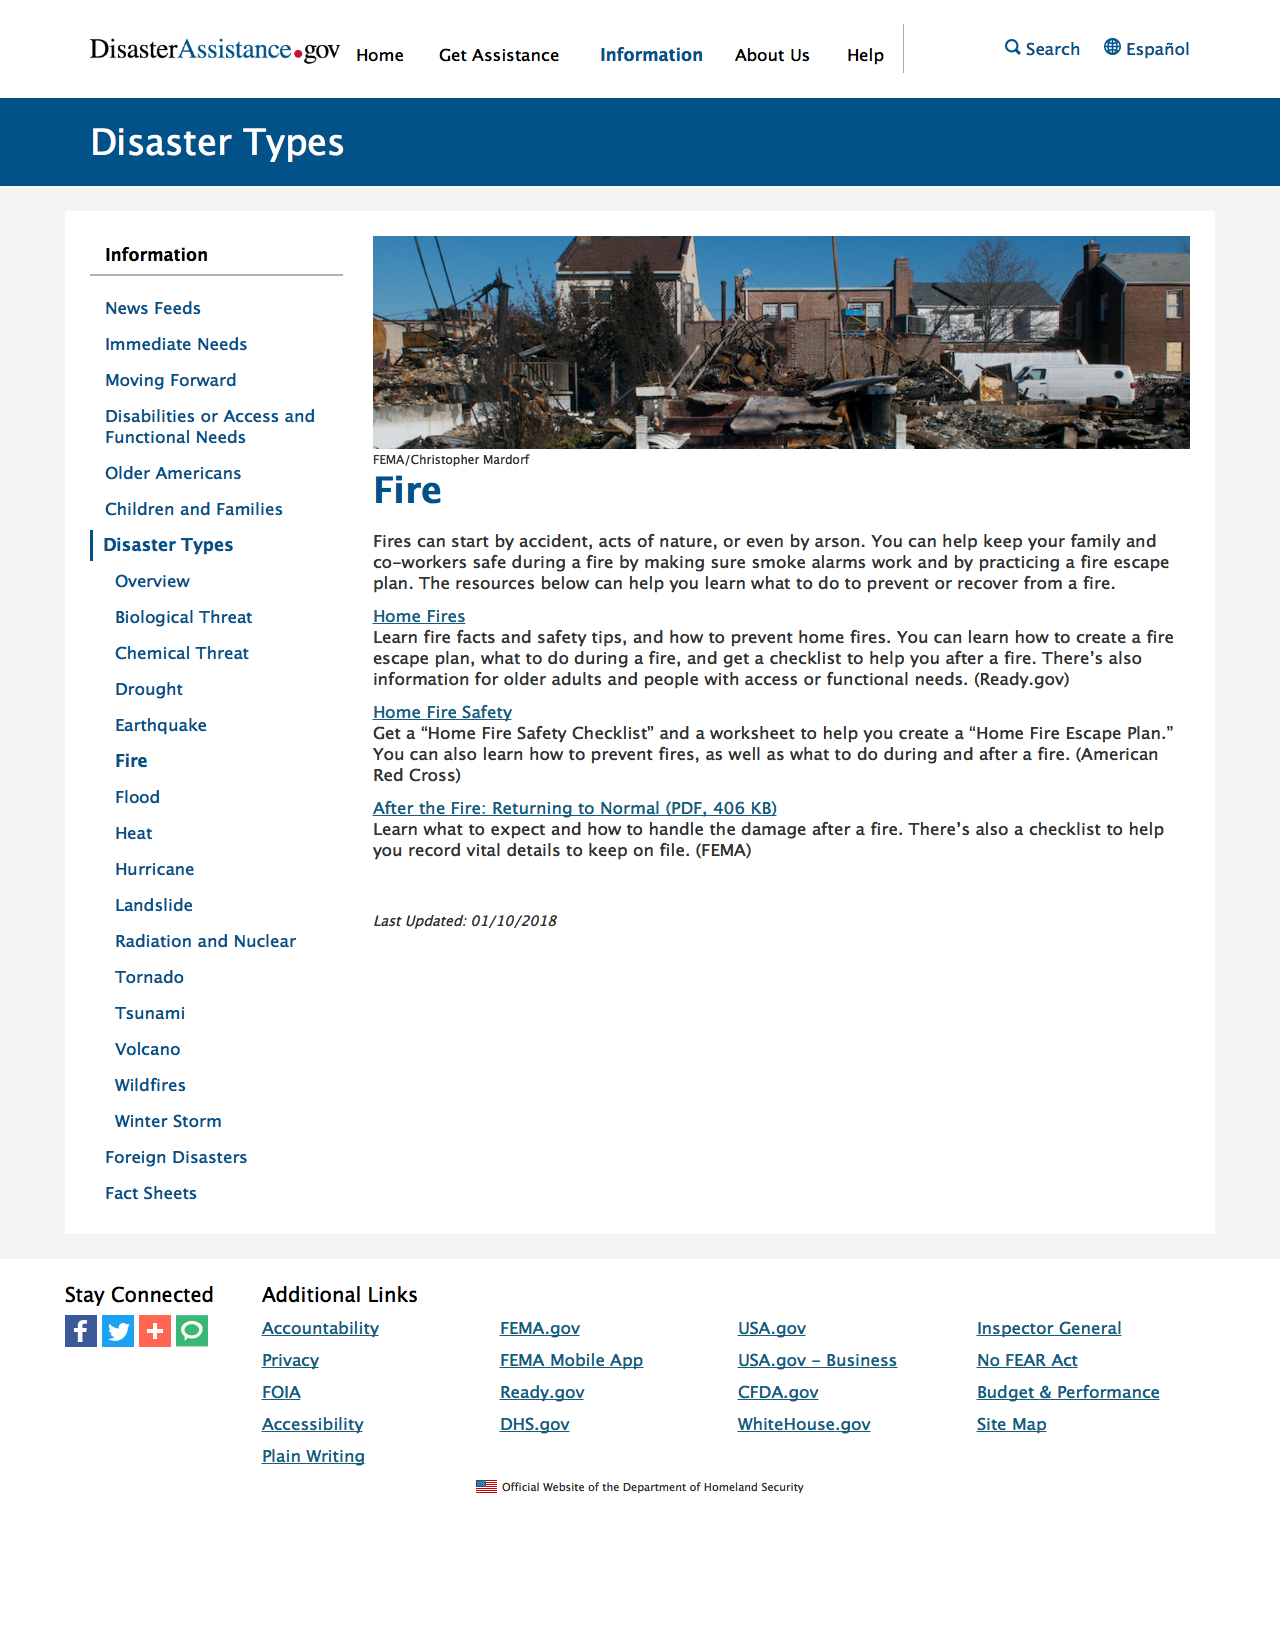 DisasterAssistance.gov
Home
Get Assistance
Information
About Us
Help
Search
Español
Disaster Types
Information
News Feeds
Immediate Needs
Moving Forward
Disabilities or Access and
Functional Needs
Older Americans
Children and Families
Disaster Types
Overview
Biological Threat
Chemical Threat
Drought
Earthquake
Fire
Flood
Heat
Hurricane
Landslide
Radiation and Nuclear
Tornado
Tsunami
Volcano
Wildfires
Winter Storm
Foreign Disasters
Fact Sheets
FEMA/Christopher Mardorf
Fire
Fires can start by accident, acts of nature, or even by arson. You can help keep your family and
co-workers safe during a fire by making sure smoke alarms work and by practicing a fire escape
plan. The resources below can help you learn what to do to prevent or recover from a fire.
Home Fires
Learn fire facts and safety tips, and how to prevent home fires. You can learn how to create a fire
escape plan, what to do during a fire, and get a checklist to help you after a fire. There’s also
information for older adults and people with access or functional needs. (Ready.gov)
Home Fire Safety
Get a “Home Fire Safety Checklist” and a worksheet to help you create a “Home Fire Escape Plan.”
You can also learn how to prevent fires, as well as what to do during and after a fire. (American
Red Cross)
After the Fire: Returning to Normal (PDF, 406 KB)
Learn what to expect and how to handle the damage after a fire. There’s also a checklist to help
you record vital details to keep on file. (FEMA)
Last Updated: 01/10/2018
Stay Connected
Additional Links
Accountability
Privacy
FOIA
Accessibility
Plain Writing
FEMA.gov
FEMA Mobile App
Ready.gov
DHS.gov
USA.gov
USA.gov - Business
CFDA.gov
WhiteHouse.gov
Inspector General
No FEAR Act
Budget & Performance
Site Map
Official Website of the Department of Homeland Security